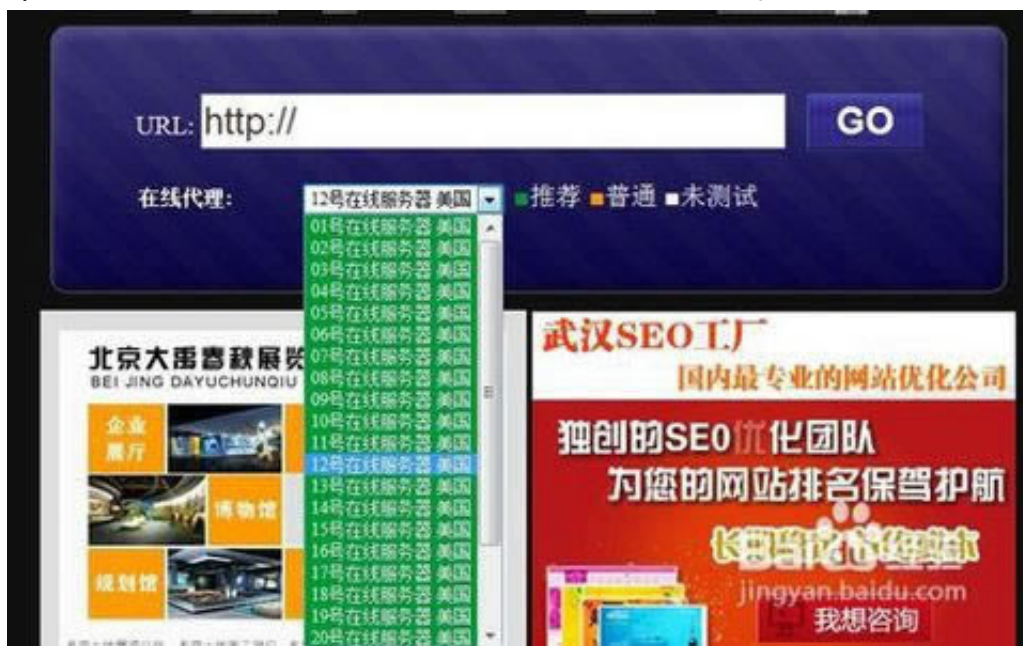 URL: http:// GO
在线代理: 12号在线服务器 美国 推荐 普通 未测试
01号在线服务器 美国
02号在线服务器 美国
03号在线服务器 美国
04号在线服务器 美国
05号在线服务器 美国
06号在线服务器 美国
07号在线服务器 美国
08号在线服务器 美国
09号在线服务器 美国
10号在线服务器 美国
11号在线服务器 美国
12号在线服务器 美国
13号在线服务器 美国
14号在线服务器 美国
15号在线服务器 美国
16号在线服务器 美国
17号在线服务器 美国
18号在线服务器 美国
19号在线服务器 美国
20号在线服务器 美国
北京大禹春秋展览
BEI JING DAYUCHUNQIU
企业
展厅
博物馆
规划馆
武汉SEO工厂
国内最专业的网站优化公司
独创的SEO优化团队
为您的网站排名保驾护航
Baidu 经验
jingyan.baidu.com
我想咨询